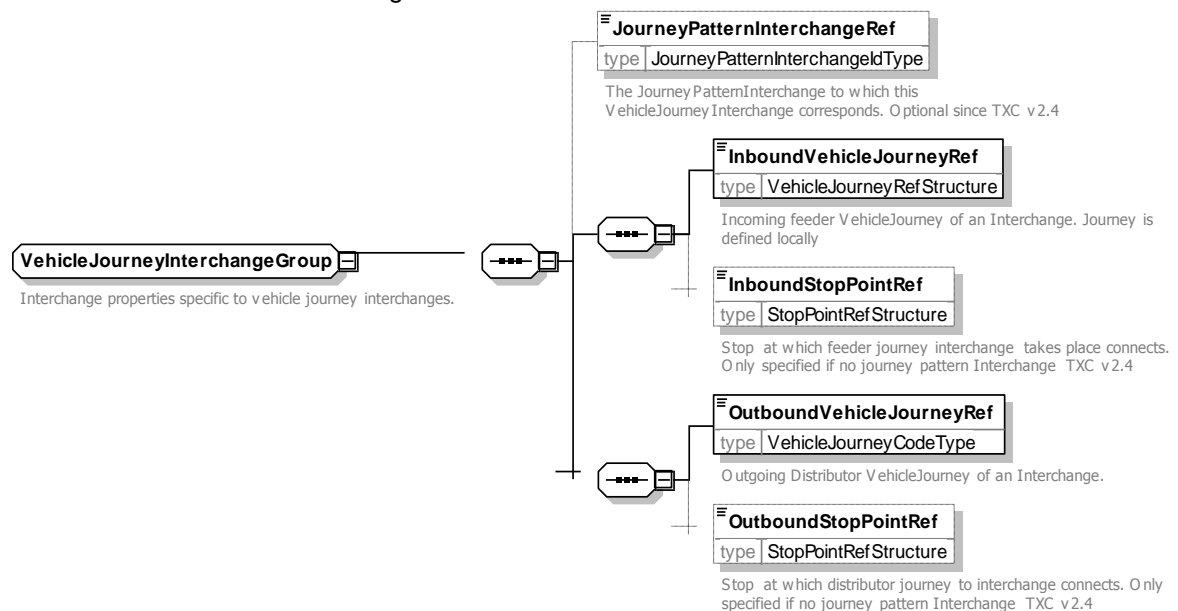 JourneyPatternInterchangeRef
type JourneyPatternInterchangeIdType
The JourneyPatternInterchange to which this
VehicleJourneyInterchange corresponds. Optional since TXC v2.4
InboundVehicleJourneyRef
type VehicleJourneyRefStructure
Incoming feeder VehicleJourney of an Interchange. Journey is
defined locally
VehicleJourneyInterchangeGroup
Interchange properties specific to vehicle journey interchanges.
InboundStopPointRef
type StopPointRefStructure
Stop at which feeder journey interchange takes place connects.
Only specified if no journey pattern Interchange TXC v2.4
OutboundVehicleJourneyRef
type VehicleJourneyCodeType
Outgoing Distributor VehicleJourney of an Interchange.
OutboundStopPointRef
type StopPointRefStructure
Stop at which distributor journey to interchange connects. Only
specified if no journey pattern Interchange TXC v2.4